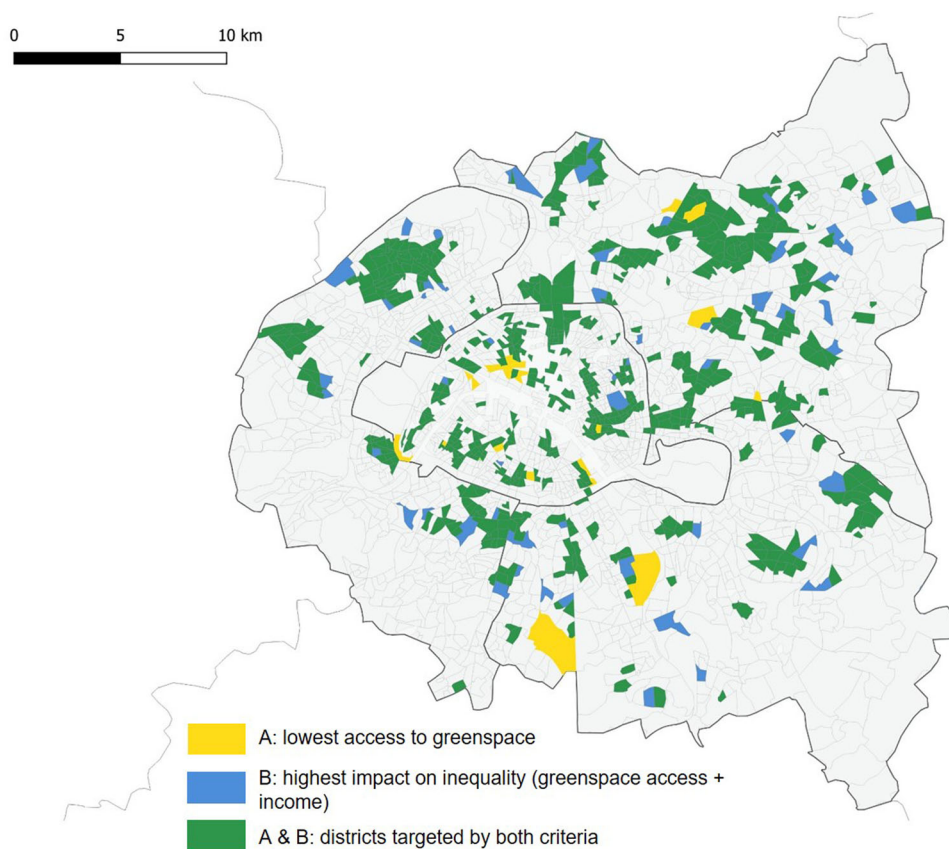 0 5 10 km
A: lowest access to greenspace
B: highest impact on inequality (greenspace access +
income)
A & B: districts targeted by both criteria